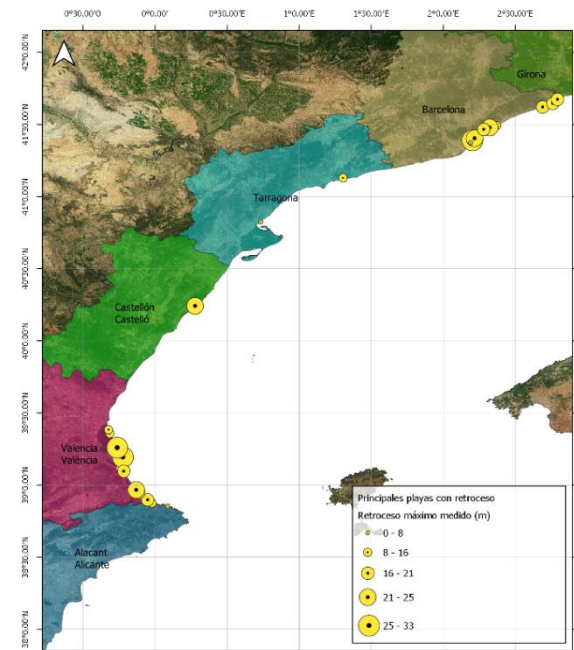 0°30.00'W 0°0.00' 0°30.00'E 1°0.00'E 1°30.00'E 2°0.00'E 2°30.00'E
42°0.00'N
Girona
Barcelona
41°30.00'N
41°0.00'N
Tarragona
40°30.00'N
Castellón
Castelló
40°0.00'N
39°30.00'N
Valencia
València
39°0.00'N
Principales playas con retroceso
Retroceso máximo medido (m)
0 - 8
8 - 16
16 - 21
21 - 25
25 - 33
38°30.00'N
Alacant
Alicante
38°0.00'N